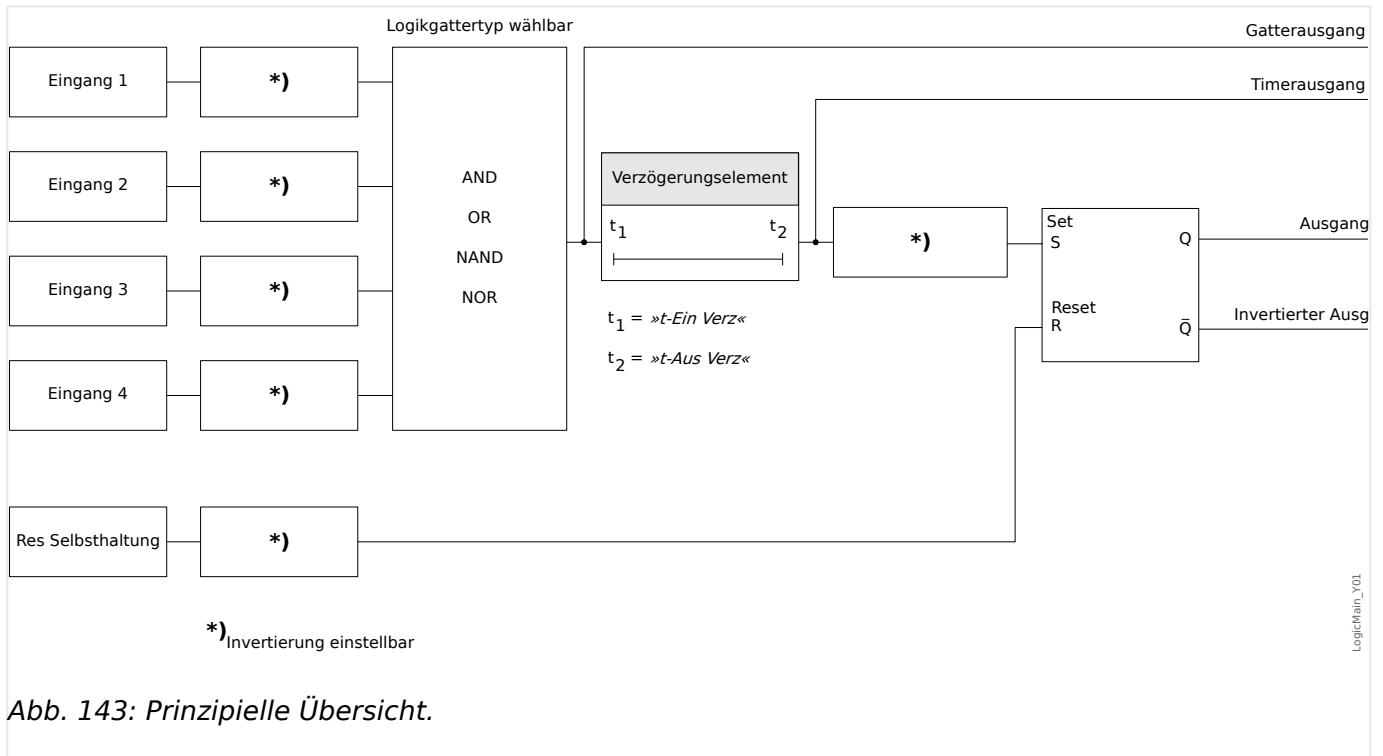 Logikgattertyp wählbar
Gatterausgang
Timerausgang
Eingang 1
*)
Eingang 2
*)
Eingang 3
*)
Eingang 4
*)
AND
OR
NAND
NOR
Verzögerungselement
t1
t2
t1 = »t-Ein Verz«
t2 = »t-Aus Verz«
*)
Set
S
Reset
R
Q
Q̅
Ausgang
Invertierter Ausg
Res Selbsthaltung
*)
*)Invertierung einstellbar
LogicMain_Y01
Abb. 143: Prinzipielle Übersicht.